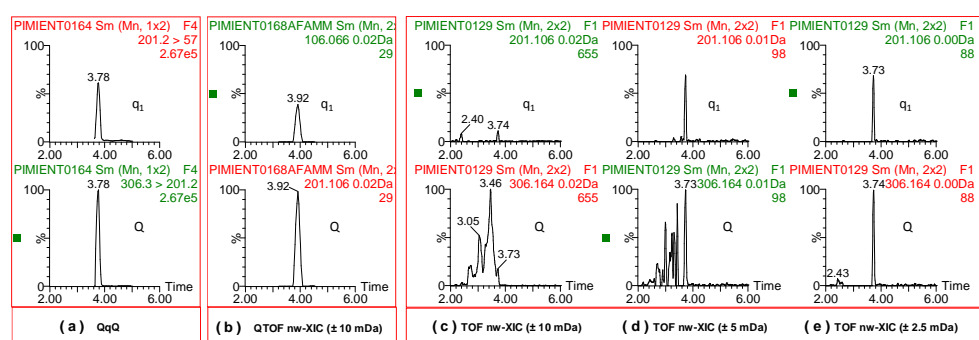 PIMIENT0164 Sm (Mn, 1x2) F4
201.2 > 57
2.67e5
100
3.78
%
q1
0
2.00 4.00 6.00
PIMIENT0164 Sm (Mn, 1x2) F4
306.3 > 201.2
2.67e5
100
3.78
%
Q
0
Time
2.00 4.00 6.00
(a) QqQ
PIMIENT0168AFAMM Sm (Mn, 2x
106.066 0.02Da
29
100
3.92
%
q1
0
2.00 4.00 6.00
PIMIENT0168AFAMM Sm (Mn, 2x
201.106 0.02Da
29
100
3.92
%
Q
0
Time
2.00 4.00 6.00
(b) QTOF nw-XIC (± 10 mDa)
PIMIENT0129 Sm (Mn, 2x2) F1
201.106 0.02Da
655
100
%
q1
2.40
3.74
0
2.00 4.00 6.00
PIMIENT0129 Sm (Mn, 2x2) F1
306.164 0.02Da
655
100
3.46
3.05
3.73
%
Q
0
Time
2.00 4.00 6.00
(c) TOF nw-XIC (± 10 mDa)
PIMIENT0129 Sm (Mn, 2x2) F1
201.106 0.01Da
98
100
%
q1
0
2.00 4.00 6.00
PIMIENT0129 Sm (Mn, 2x2) F1
306.164 0.01Da
98
100
3.73
%
Q
0
Time
2.00 4.00 6.00
(d) TOF nw-XIC (± 5 mDa)
PIMIENT0129 Sm (Mn, 2x2) F1
201.106 0.00Da
88
100
3.73
%
q1
0
2.00 4.00 6.00
PIMIENT0129 Sm (Mn, 2x2) F1
306.164 0.00Da
88
100
3.74
%
Q
2.43
0
Time
2.00 4.00 6.00
(e) TOF nw-XIC (± 2.5 mDa)